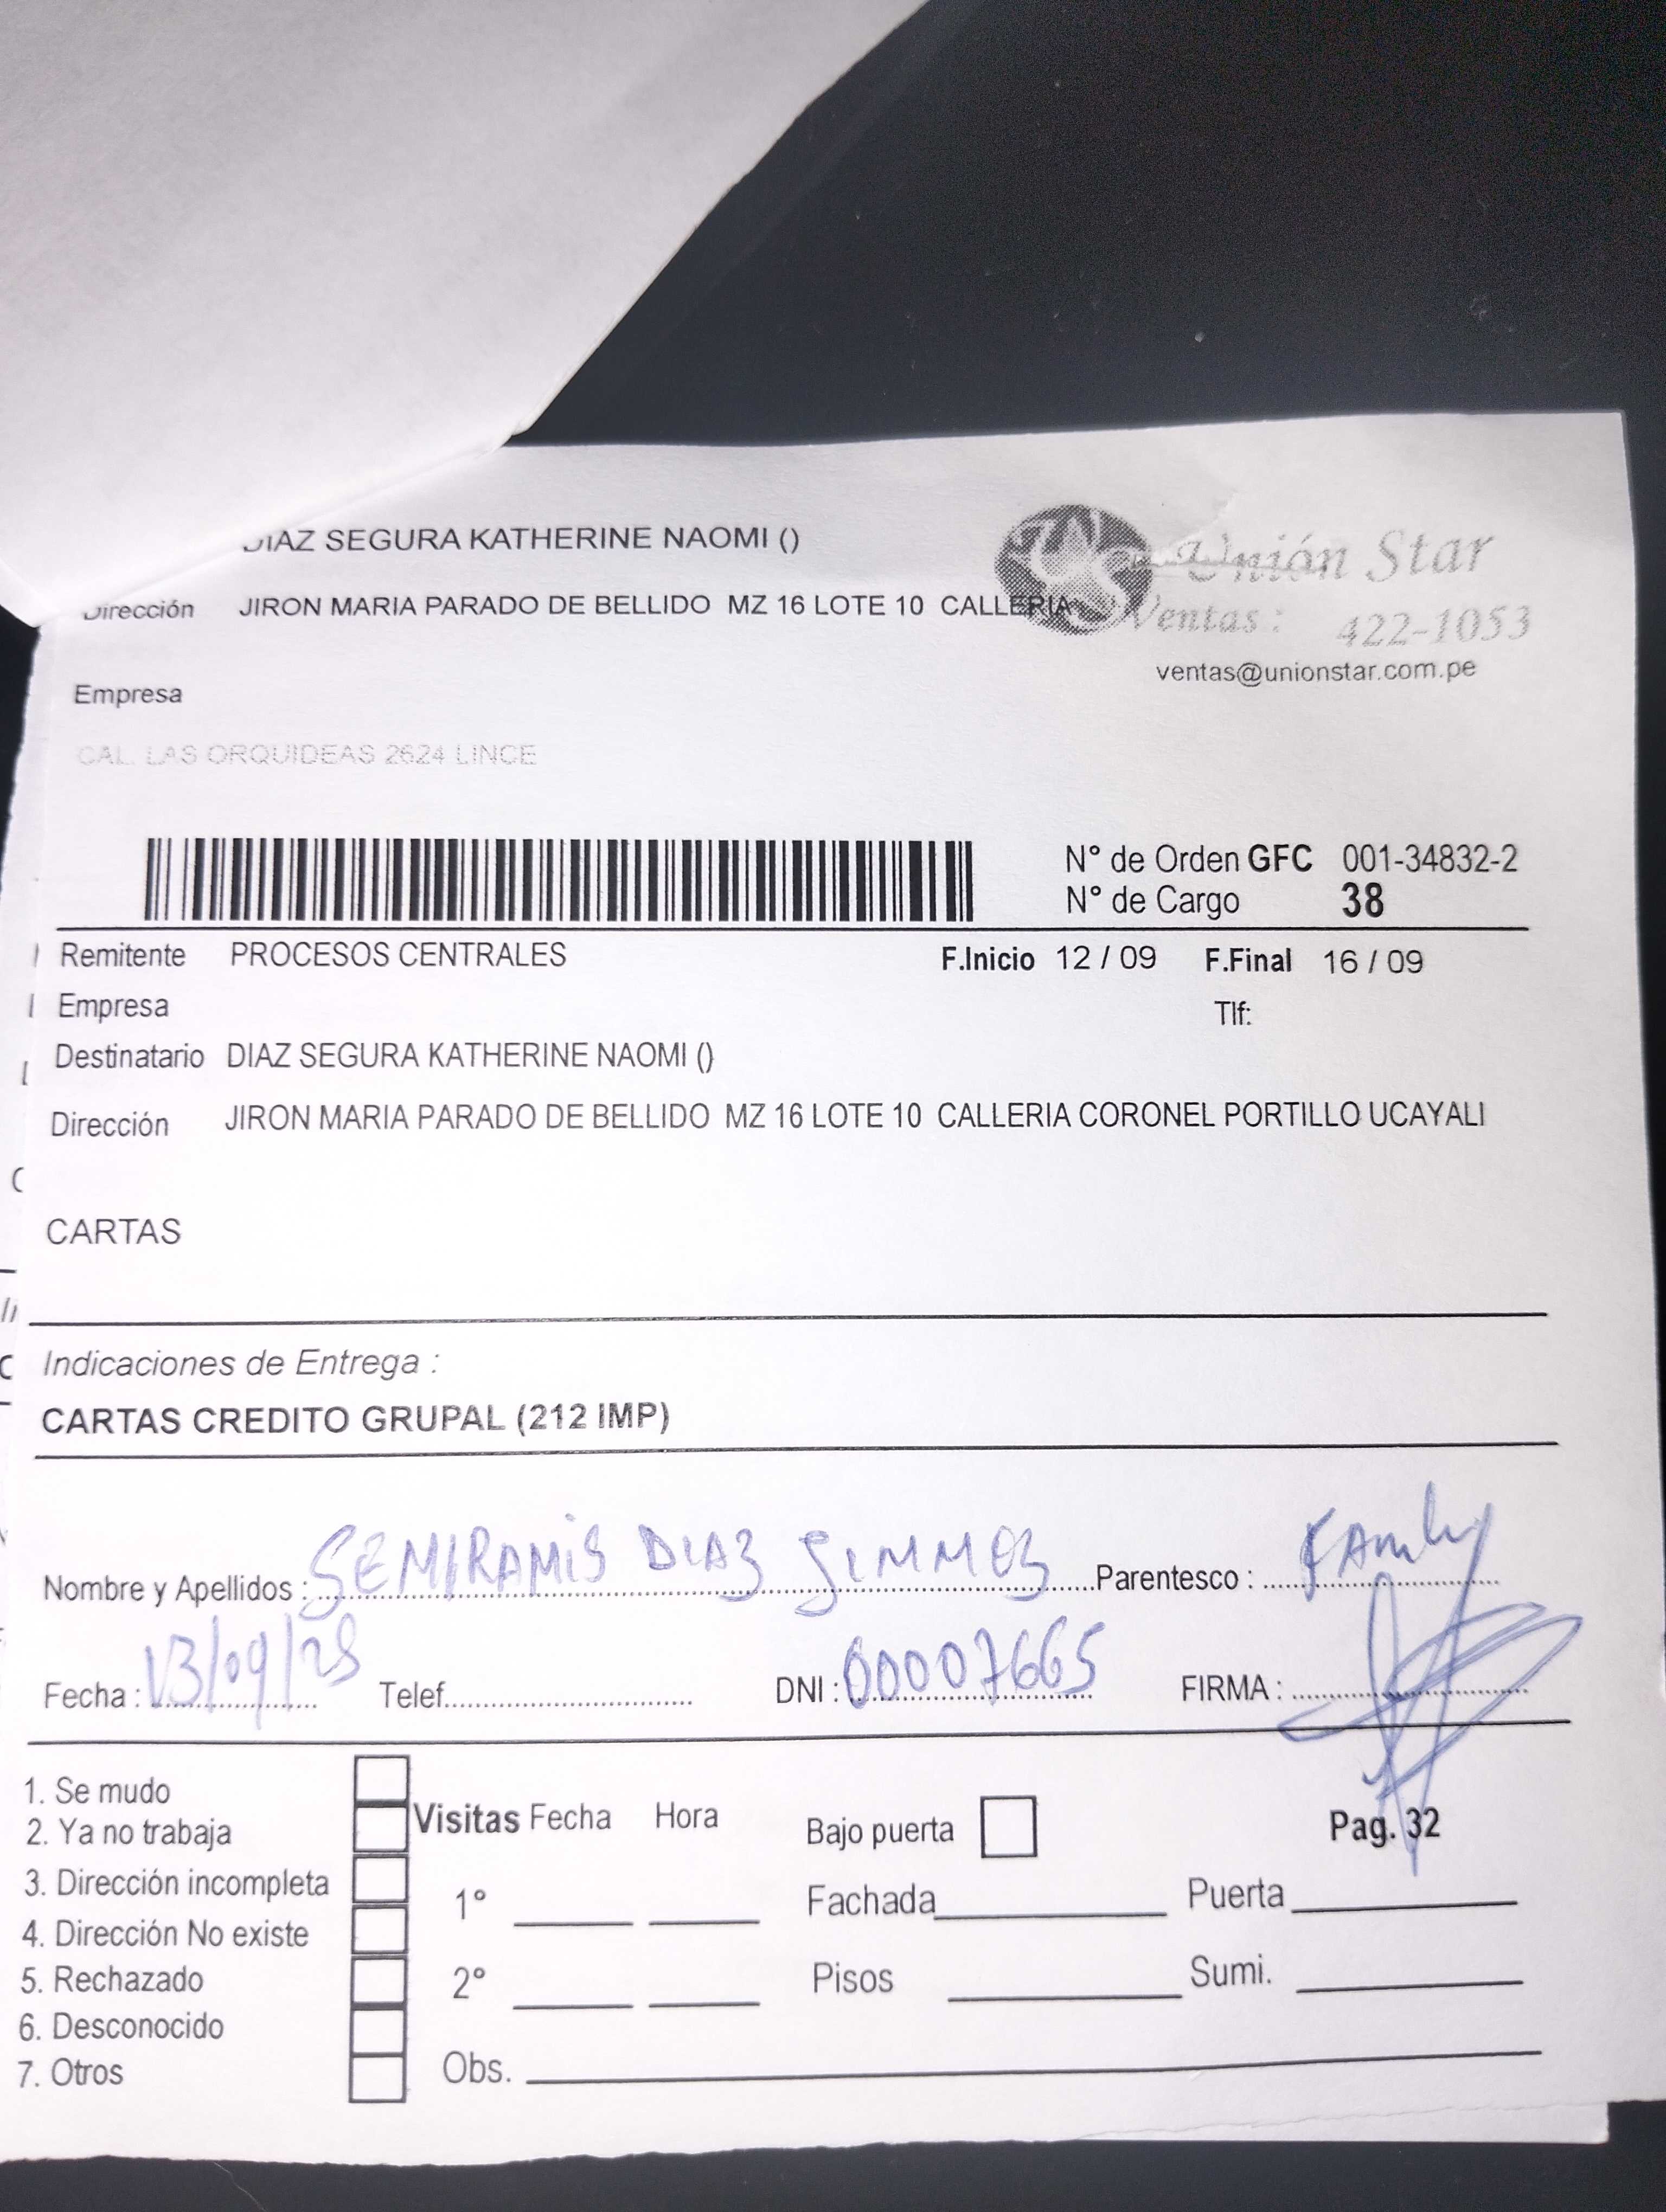 DIAZ SEGURA KATHERINE NAOMI ()
Unión Star
Dirección JIRON MARIA PARADO DE BELLIDO MZ 16 LOTE 10 CALLERIA
Ventas : 422-1053
ventas@unionstar.com.pe
Empresa
CAL. LAS ORQUIDEAS 2624 LINCE
N° de Orden GFC 001-34832-2
N° de Cargo 38
Remitente PROCESOS CENTRALES F.Inicio 12 / 09 F.Final 16 / 09
Empresa Tlf:
Destinatario DIAZ SEGURA KATHERINE NAOMI ()
Dirección JIRON MARIA PARADO DE BELLIDO MZ 16 LOTE 10 CALLERIA CORONEL PORTILLO UCAYALI
CARTAS
Indicaciones de Entrega :
CARTAS CREDITO GRUPAL (212 IMP)
Nombre y Apellidos : SEMIRAMIS DIAZ Parentesco :
Fecha : 13/09/25 Telef. DNI : 00007665 FIRMA :
1. Se mudo
2. Ya no trabaja
3. Dirección incompleta
4. Dirección No existe
5. Rechazado
6. Desconocido
7. Otros
Visitas Fecha Hora
1°
2°
Obs.
Bajo puerta
Pag. 32
Fachada Puerta
Pisos Sumi.